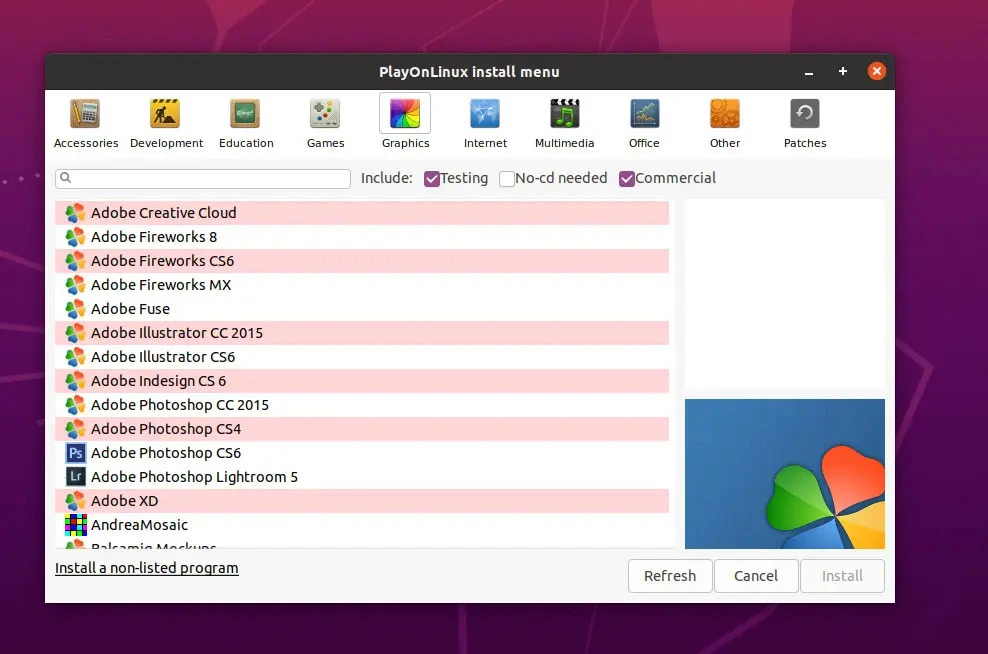 PlayOnLinux install menu
Accessories Development Education Games Graphics Internet Multimedia Office Other Patches
Include: Testing No-cd needed Commercial
Adobe Creative Cloud
Adobe Fireworks 8
Adobe Fireworks CS6
Adobe Fireworks MX
Adobe Fuse
Adobe Illustrator CC 2015
Adobe Illustrator CS6
Adobe Indesign CS 6
Adobe Photoshop CC 2015
Adobe Photoshop CS4
Ps Adobe Photoshop CS6
Lr Adobe Photoshop Lightroom 5
Adobe XD
AndreaMosaic
Balsamiq Mockups
Install a non-listed program
Refresh Cancel Install